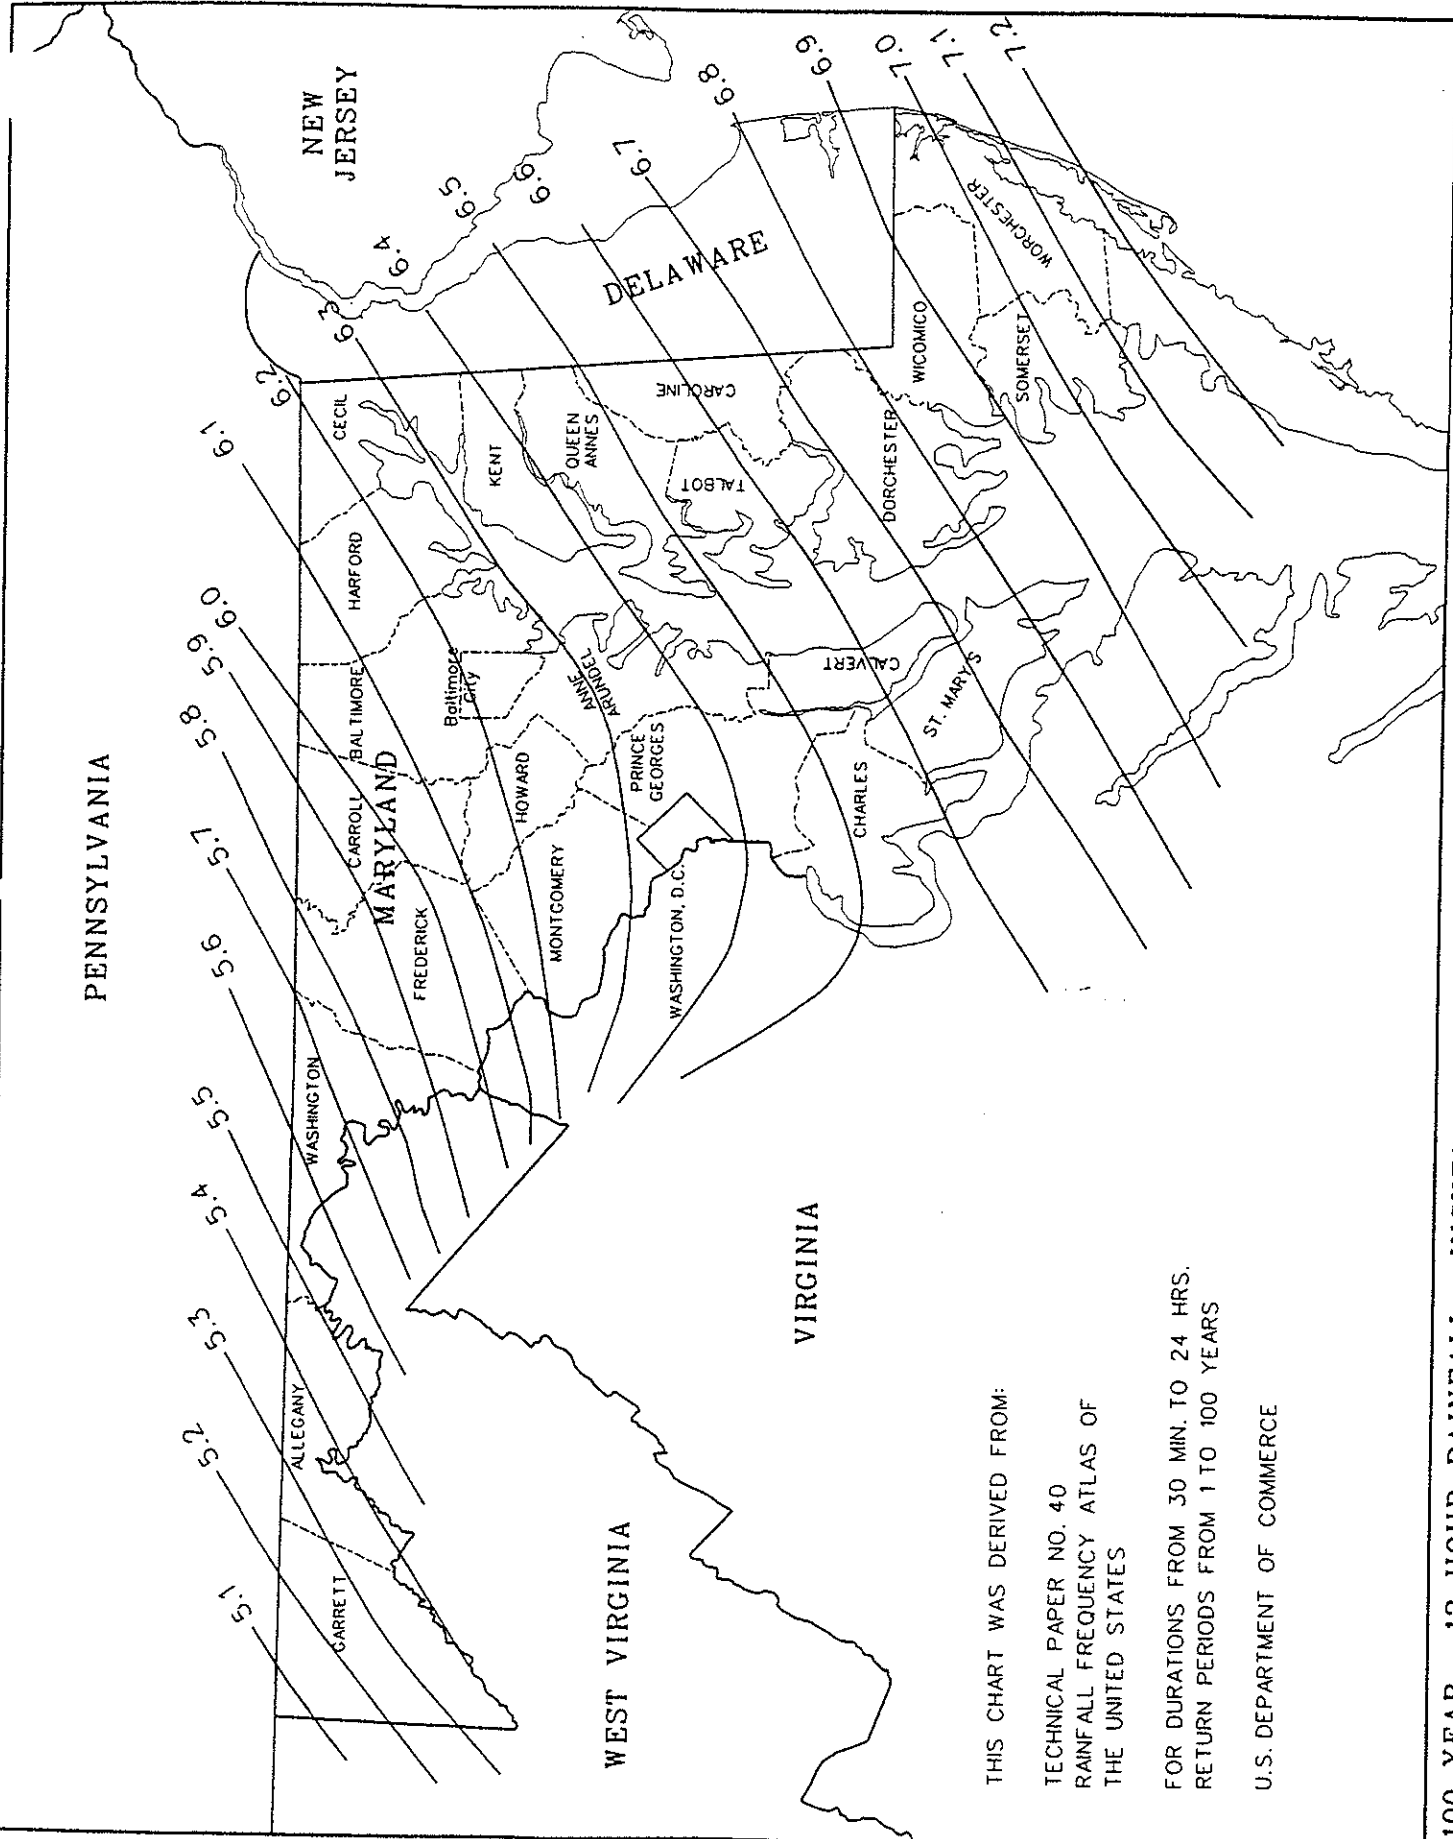 PENNSYLVANIA
NEW
JERSEY
5.1
5.2
5.3
5.4
5.5
5.6
5.7
5.8
5.9
6.0
6.1
6.2
6.3
6.4
6.5
6.6
6.7
6.8
6.9
7.0
7.1
7.2
GARRETT
ALLEGANY
WASHINGTON
FREDERICK
CARROLL
MARYLAND
BALTIMORE
HARFORD
CECIL
Baltimore
City
HOWARD
MONTGOMERY
KENT
QUEEN
ANNES
ANNE
ARUNDEL
PRINCE
GEORGES
WASHINGTON, D.C.
CAROLINE
TALBOT
DELAWARE
CALVERT
CHARLES
ST. MARY'S
DORCHESTER
WICOMICO
SOMERSET
WORCHESTER
WEST VIRGINIA
VIRGINIA
THIS CHART WAS DERIVED FROM:
TECHNICAL PAPER NO. 40
RAINFALL FREQUENCY ATLAS OF
THE UNITED STATES
FOR DURATIONS FROM 30 MIN. TO 24 HRS.
RETURN PERIODS FROM 1 TO 100 YEARS
U.S. DEPARTMENT OF COMMERCE
100 YEAR 12 HOUR RAINFALL